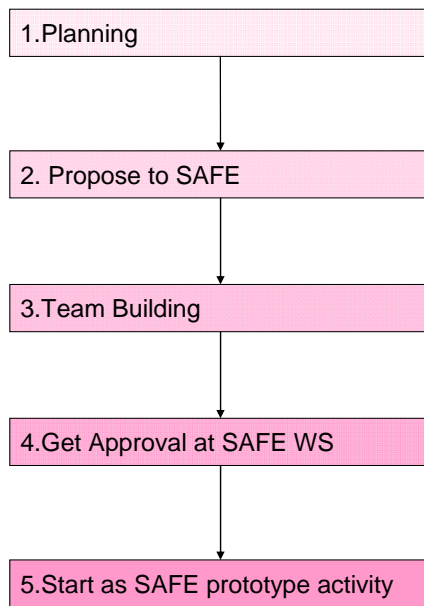 1.Planning
2. Propose to SAFE
3.Team Building
4.Get Approval at SAFE WS
5.Start as SAFE prototype activity